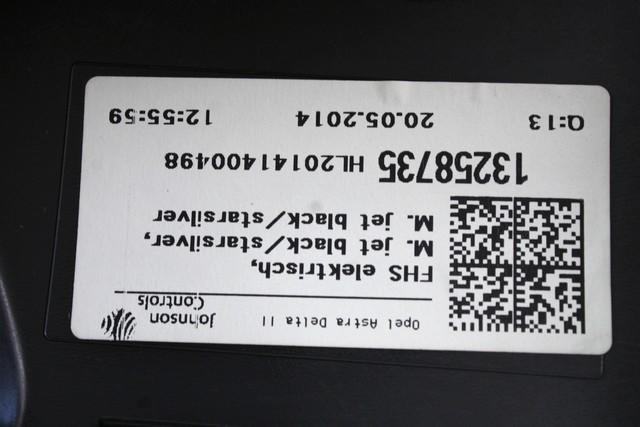 Opel Astra Delta II
Johnson
Controls
FHS elektrisch,
M. jet black/starsilver,
M. jet black/starsilver
13258735 HL20141400498
Q:13 20.05.2014 12:55:59